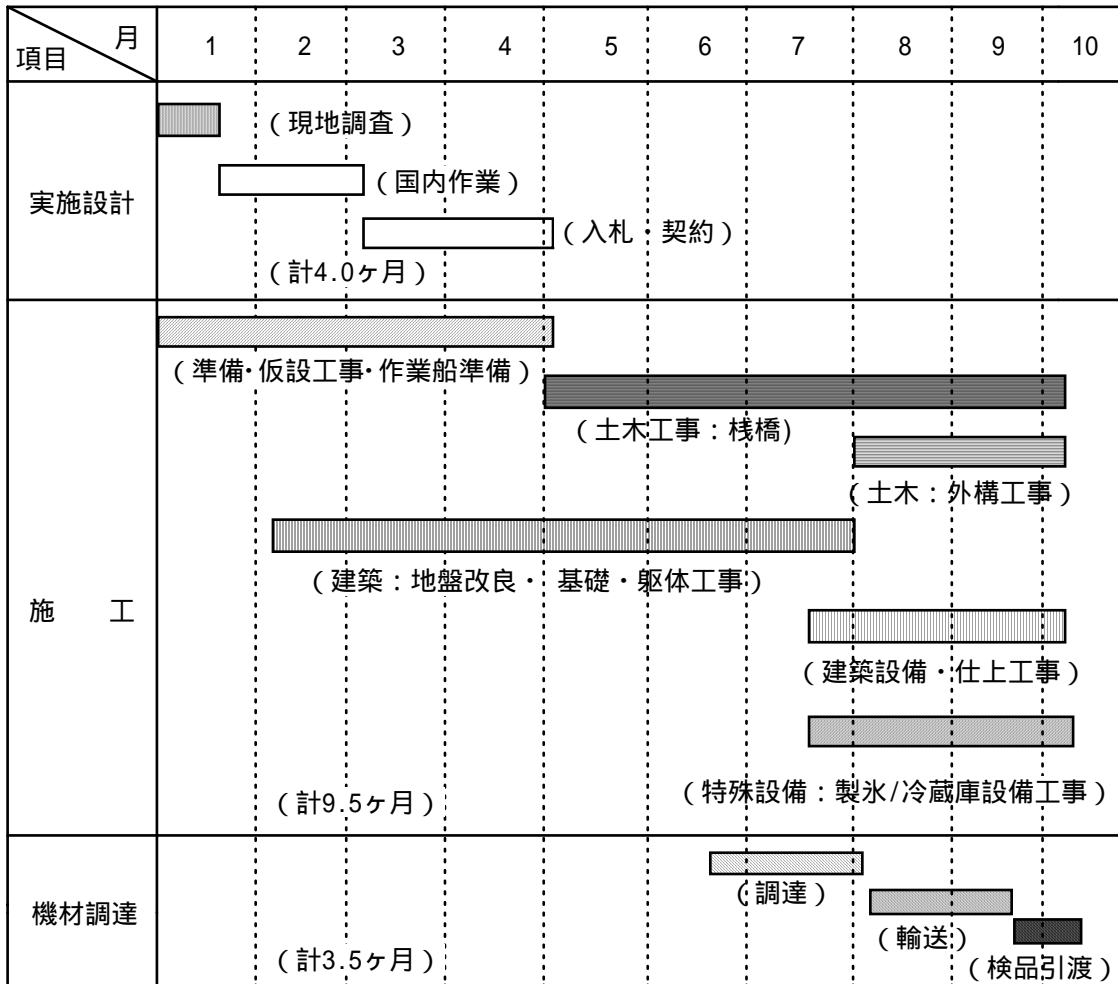 月
項目
1 2 3 4 5 6 7 8 9 10
実施設計
（現地調査）
（国内作業）
（入札・契約）
（計4.0ヶ月）
施 工
（準備・仮設工事・作業船準備）
（土木工事：桟橋)
（土木：外構工事）
（建築：地盤改良・ 基礎・躯体工事）
（建築設備・仕上工事）
（特殊設備：製氷/冷蔵庫設備工事）
（計9.5ヶ月）
機材調達
（調達）
（輸送）
（検品引渡）
（計3.5ヶ月）